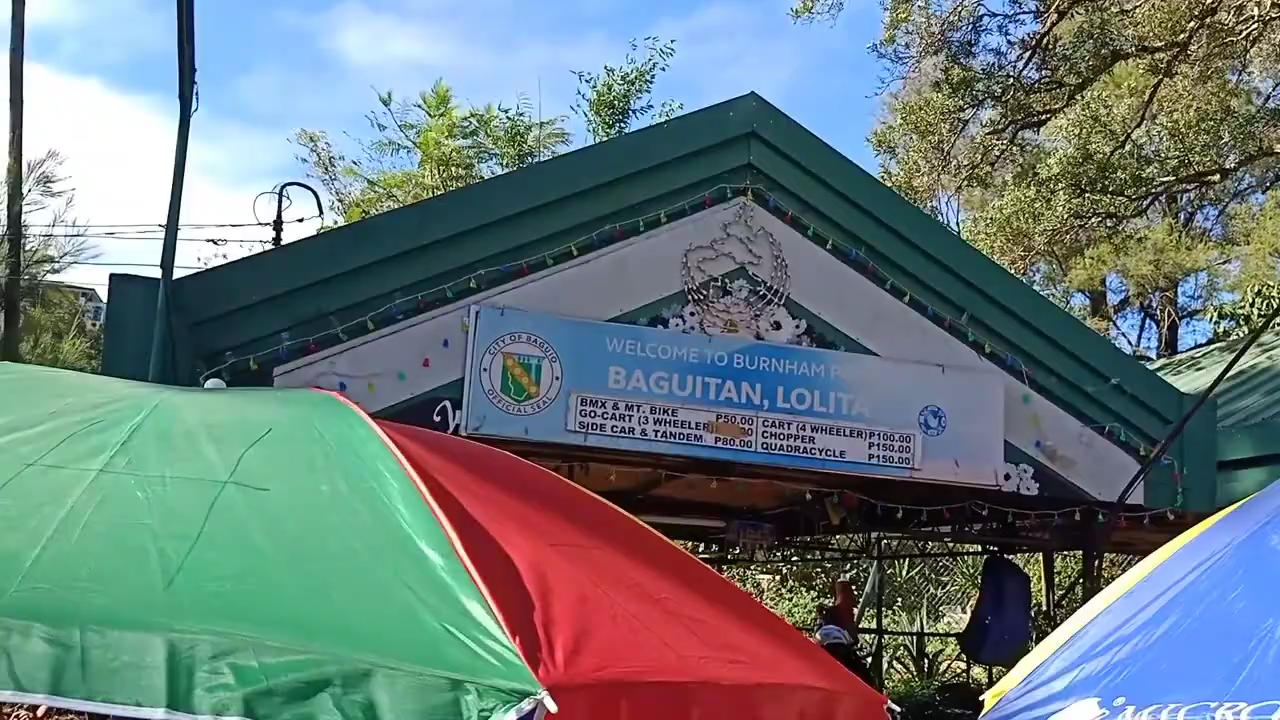 WELCOME TO BURNHAM
BAGUITAN, LOLITA
CITY OF BAGUIO
OFFICIAL SEAL
BMX & MT. BIKE P50.00
GO-CART (3 WHEELER)
SIDE CAR & TANDEM P80.00
CART (4 WHEELER) P100.00
CHOPPER P150.00
QUADRACYCLE P150.00
MICRO